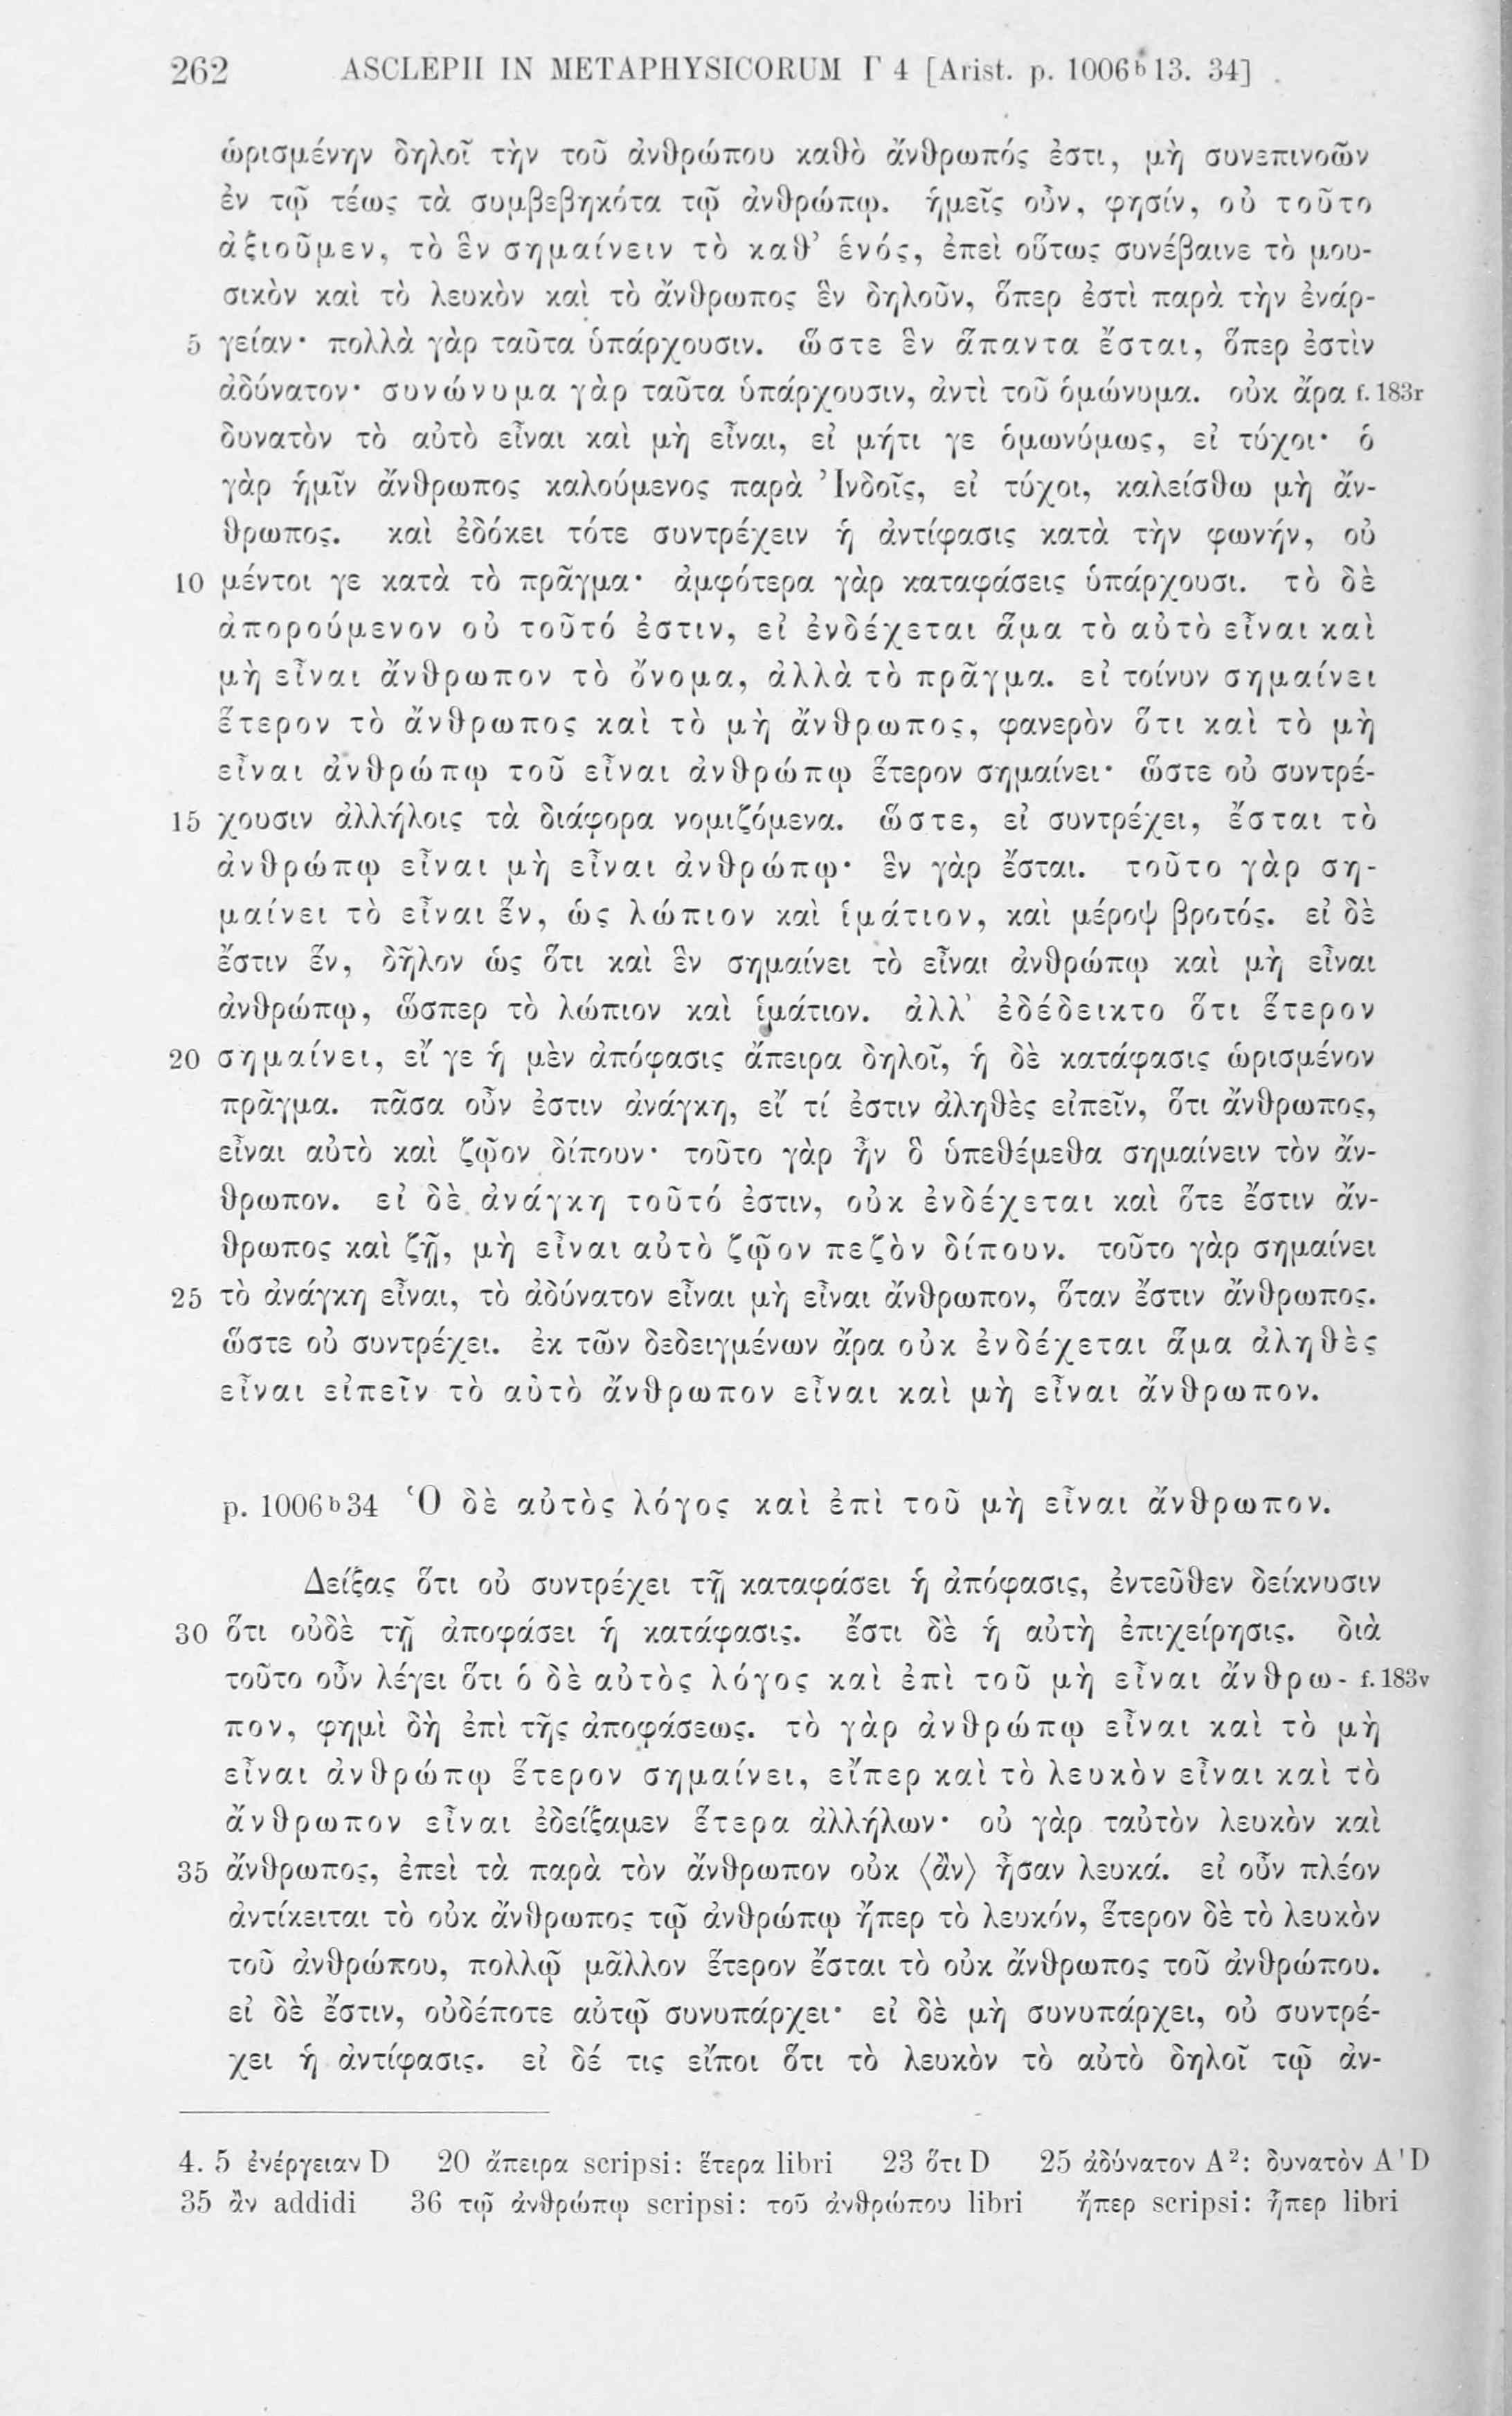 262 ASCLEPII IN METAPHYSICORUM Γ 4 [Arist. p. 1006ᵇ13. 34]
ὡρισμένην δηλοῖ τὴν τοῦ ἀνθρώπου καθὸ ἄνθρωπός ἐστι, μὴ συνεπινοῶν
ἐν τῷ τέως τὰ συμβεβηκότα τῷ ἀνθρώπῳ. ἡμεῖς οὖν, φησίν, οὐ τοῦτο
ἀξιοῦμεν, τὸ ἓν σημαίνειν τὸ καθ’ ἑνός, ἐπεὶ οὕτως συνέβαινε τὸ μου-
σικὸν καὶ τὸ λευκὸν καὶ τὸ ἄνθρωπος ἓν δηλοῦν, ὅπερ ἐστὶ παρὰ τὴν ἐνάρ-
5 γείαν· πολλὰ γὰρ ταῦτα ὑπάρχουσιν. ὥστε ἓν ἅπαντα ἔσται, ὅπερ ἐστὶν
ἀδύνατον· συνώνυμα γὰρ ταῦτα ὑπάρχουσιν, ἀντὶ τοῦ ὁμώνυμα. οὐκ ἄρα f. 183r
δυνατὸν τὸ αὐτὸ εἶναι καὶ μὴ εἶναι, εἰ μήτι γε ὁμωνύμως, εἰ τύχοι· ὁ
γὰρ ἡμῖν ἄνθρωπος καλούμενος παρὰ Ἰνδοῖς, εἰ τύχοι, καλείσθω μὴ ἄν-
θρωπος. καὶ ἐδόκει τότε συντρέχειν ἡ ἀντίφασις κατὰ τὴν φωνήν, οὐ
10 μέντοι γε κατὰ τὸ πρᾶγμα· ἀμφότερα γὰρ καταφάσεις ὑπάρχουσι. τὸ δὲ
ἀπορούμενον οὐ τοῦτό ἐστιν, εἰ ἐνδέχεται ἅμα τὸ αὐτὸ εἶναι καὶ
μὴ εἶναι ἄνθρωπον τὸ ὄνομα, ἀλλὰ τὸ πρᾶγμα. εἰ τοίνυν σημαίνει
ἕτερον τὸ ἄνθρωπος καὶ τὸ μὴ ἄνθρωπος, φανερὸν ὅτι καὶ τὸ μὴ
εἶναι ἀνθρώπῳ τοῦ εἶναι ἀνθρώπῳ ἕτερον σημαίνει· ὥστε οὐ συντρέ-
15 χουσιν ἀλλήλοις τὰ διάφορα νομιζόμενα. ὥστε, εἰ συντρέχει, ἔσται τὸ
ἀνθρώπῳ εἶναι μὴ εἶναι ἀνθρώπῳ· ἓν γὰρ ἔσται. τοῦτο γὰρ ση-
μαίνει τὸ εἶναι ἕν, ὡς λώπιον καὶ ἱμάτιον, καὶ μέροψ βροτός. εἰ δὲ
ἔστιν ἕν, δῆλον ὡς ὅτι καὶ ἓν σημαίνει τὸ εἶναι ἀνθρώπῳ καὶ μὴ εἶναι
ἀνθρώπῳ, ὥσπερ τὸ λώπιον καὶ ἱμάτιον. ἀλλ’ ἐδέδεικτο ὅτι ἕτερον
20 σημαίνει, εἴ γε ἡ μὲν ἀπόφασις ἄπειρα δηλοῖ, ἡ δὲ κατάφασις ὡρισμένον
πρᾶγμα. πᾶσα οὖν ἐστιν ἀνάγκη, εἴ τί ἐστιν ἀληθὲς εἰπεῖν, ὅτι ἄνθρωπος,
εἶναι αὐτὸ καὶ ζῷον δίπουν· τοῦτο γὰρ ἦν ὃ ὑπεθέμεθα σημαίνειν τὸν ἄν-
θρωπον. εἰ δὲ ἀνάγκη τοῦτό ἐστιν, οὐκ ἐνδέχεται καὶ ὅτε ἔστιν ἄν-
θρωπος καὶ ζῇ, μὴ εἶναι αὐτὸ ζῷον πεζὸν δίπουν. τοῦτο γὰρ σημαίνει
25 τὸ ἀνάγκη εἶναι, τὸ ἀδύνατον εἶναι μὴ εἶναι ἄνθρωπον, ὅταν ἔστιν ἄνθρωπος.
ὥστε οὐ συντρέχει. ἐκ τῶν δεδειγμένων ἄρα οὐκ ἐνδέχεται ἅμα ἀληθὲς
εἶναι εἰπεῖν τὸ αὐτὸ ἄνθρωπον εἶναι καὶ μὴ εἶναι ἄνθρωπον.
p. 1006ᵇ34 Ὁ δὲ αὐτὸς λόγος καὶ ἐπὶ τοῦ μὴ εἶναι ἄνθρωπον.
Δείξας ὅτι οὐ συντρέχει τῇ καταφάσει ἡ ἀπόφασις, ἐντεῦθεν δείκνυσιν
30 ὅτι οὐδὲ τῇ ἀποφάσει ἡ κατάφασις. ἔστι δὲ ἡ αὐτὴ ἐπιχείρησις. διὰ
τοῦτο οὖν λέγει ὅτι ὁ δὲ αὐτὸς λόγος καὶ ἐπὶ τοῦ μὴ εἶναι ἄνθρω- f. 183v
πον, φημὶ δὴ ἐπὶ τῆς ἀποφάσεως. τὸ γὰρ ἀνθρώπῳ εἶναι καὶ τὸ μὴ
εἶναι ἀνθρώπῳ ἕτερον σημαίνει, εἴπερ καὶ τὸ λευκὸν εἶναι καὶ τὸ
ἄνθρωπον εἶναι ἐδείξαμεν ἕτερα ἀλλήλων· οὐ γὰρ ταὐτὸν λευκὸν καὶ
35 ἄνθρωπος, ἐπεὶ τὰ παρὰ τὸν ἄνθρωπον οὐκ ⟨ἂν⟩ ἦσαν λευκά. εἰ οὖν πλέον
ἀντίκειται τὸ οὐκ ἄνθρωπος τῷ ἀνθρώπῳ ἤπερ τὸ λευκόν, ἕτερον δὲ τὸ λευκὸν
τοῦ ἀνθρώπου, πολλῷ μᾶλλον ἕτερον ἔσται τὸ οὐκ ἄνθρωπος τοῦ ἀνθρώπου.
εἰ δὲ ἔστιν, οὐδέποτε αὐτῷ συνυπάρχει· εἰ δὲ μὴ συνυπάρχει, οὐ συντρέ-
χει ἡ ἀντίφασις. εἰ δέ τις εἴποι ὅτι τὸ λευκὸν τὸ αὐτὸ δηλοῖ τῷ ἀν-
4. 5 ἐνέργειαν D 20 ἄπειρα scripsi: ἕτερα libri 23 ὅτι D 25 ἀδύνατον A²: δυνατὸν A¹D
35 ἂν addidi 36 τῷ ἀνθρώπῳ scripsi: τοῦ ἀνθρώπου libri ἤπερ scripsi: ᾗπερ libri